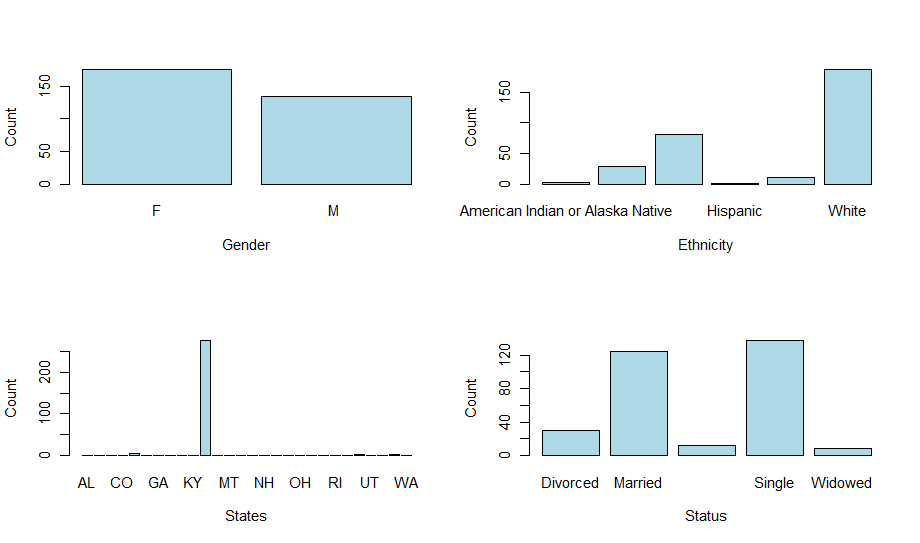 Count
150
50
0
F M
Gender
Count
150
50
0
American Indian or Alaska Native Hispanic White
Ethnicity
Count
200
100
0
AL CO GA KY MT NH OH RI UT WA
States
Count
120
80
40
0
Divorced Married Single Widowed
Status